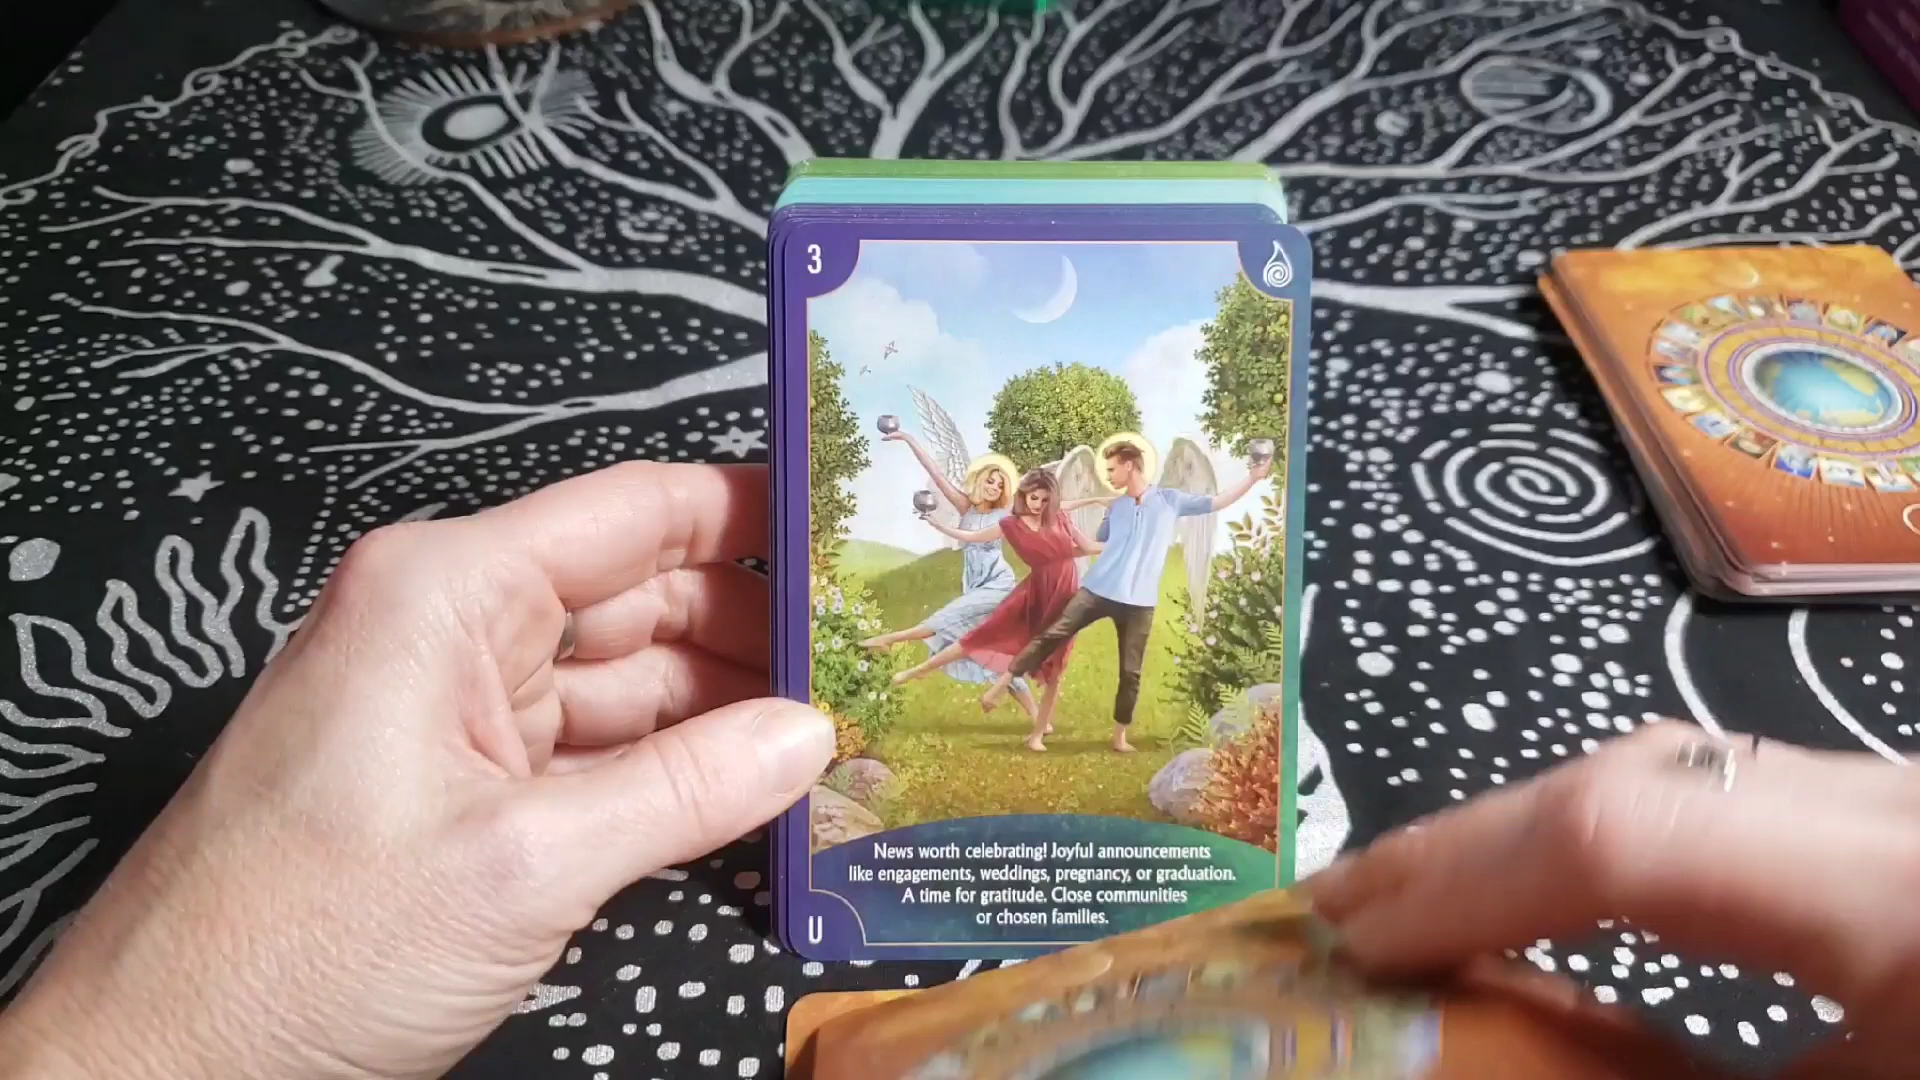 3
News worth celebrating! Joyful announcements
like engagements, weddings, pregnancy, or graduation.
A time for gratitude. Close communities
or chosen families.
U